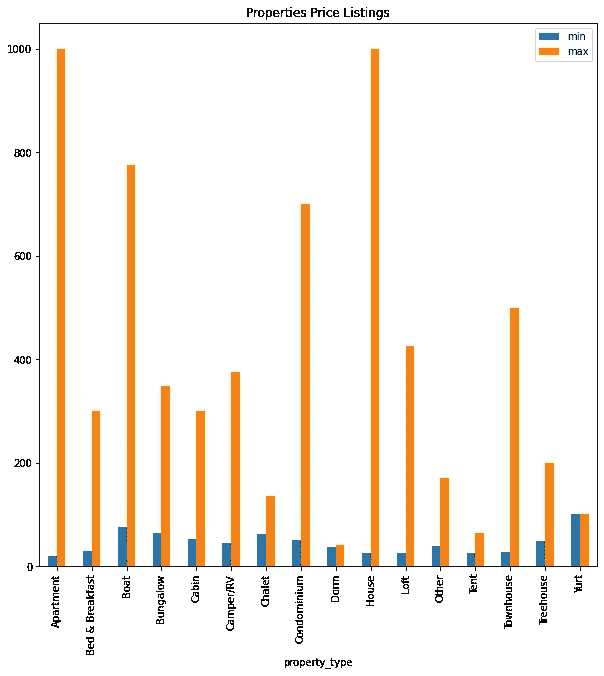 Properties Price Listings
min
max
1000
800
600
400
200
0
Apartment
Bed & Breakfast
Boat
Bungalow
Cabin
Camper/RV
Chalet
Condominium
Dorm
House
Loft
Other
Tent
Townhouse
Treehouse
Yurt
property_type